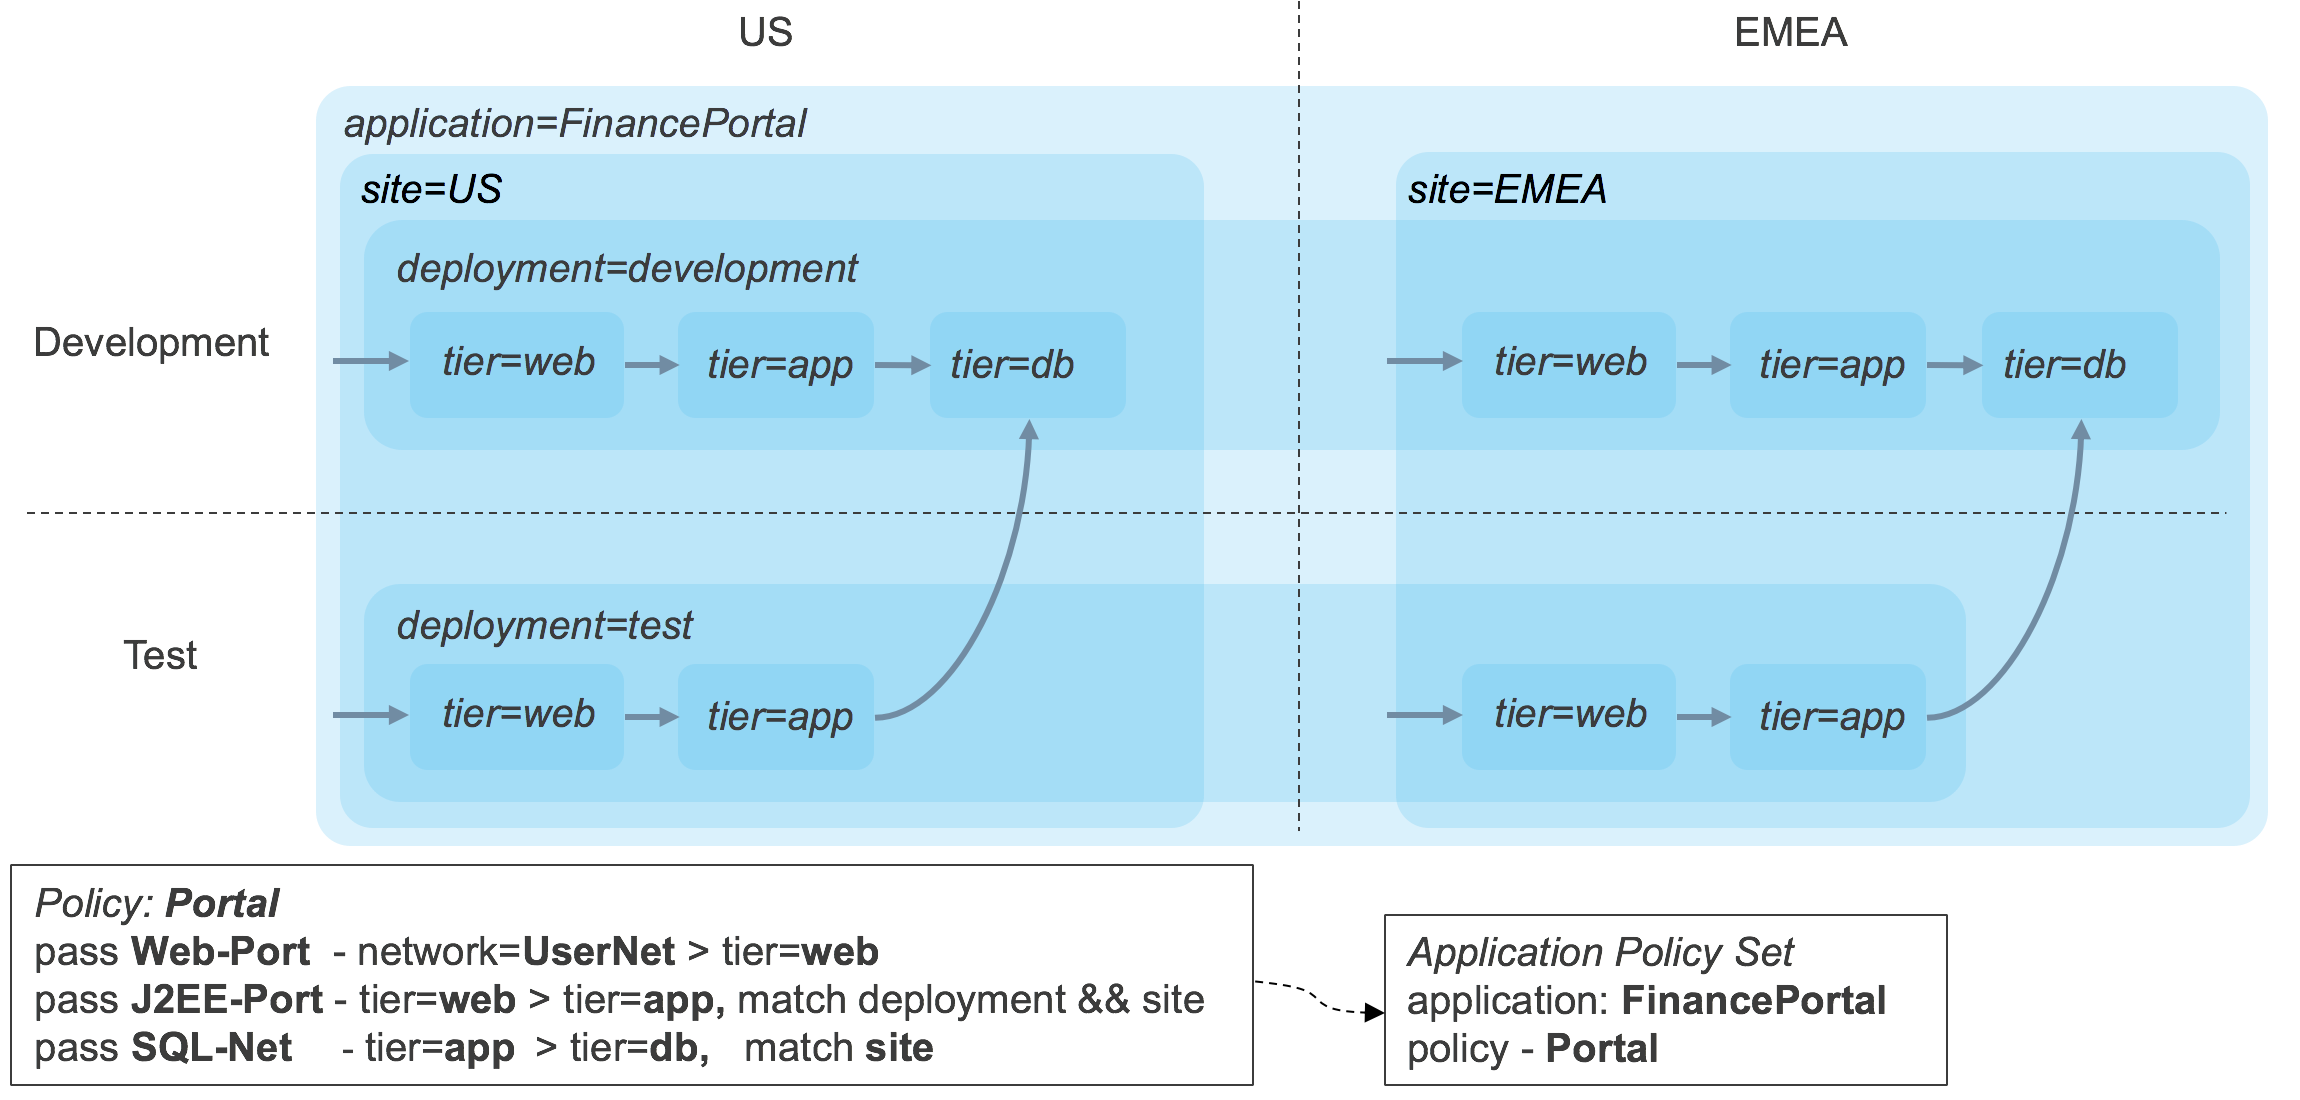 US
EMEA
application=FinancePortal
site=US
site=EMEA
deployment=development
Development
tier=web
tier=app
tier=db
tier=web
tier=app
tier=db
deployment=test
Test
tier=web
tier=app
tier=web
tier=app
Policy: Portal
pass Web-Port - network=UserNet > tier=web
pass J2EE-Port - tier=web > tier=app, match deployment && site
pass SQL-Net - tier=app > tier=db, match site
Application Policy Set
application: FinancePortal
policy - Portal